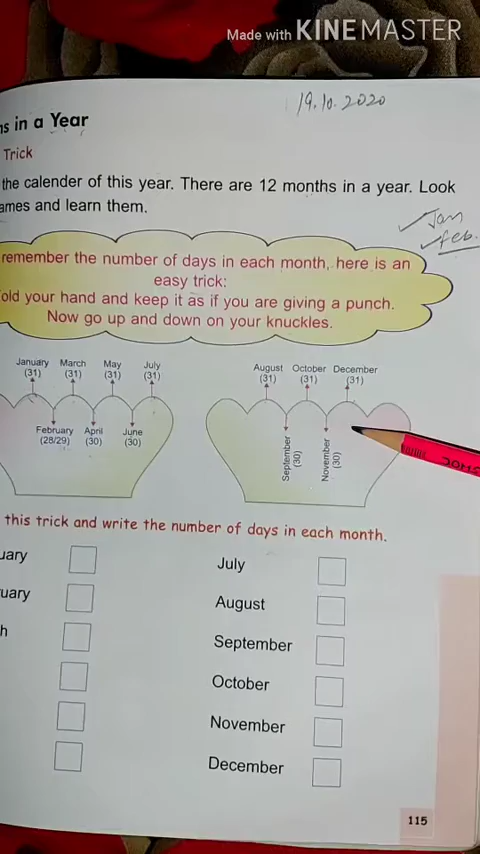 Made with KINEMASTER
19.10.2020
ns in a Year
Trick
the calender of this year. There are 12 months in a year. Look
ames and learn them.
Jan
Feb.
remember the number of days in each month, here is an
easy trick:
old your hand and keep it as if you are giving a punch.
Now go up and down on your knuckles.
January March May July
(31) (31) (31) (31)
February April June
(28/29) (30) (30)
August October December
(31) (31) (31)
September
(30)
November
(30)
this trick and write the number of days in each month.
uary
July
uary
August
h
September
October
November
December
115